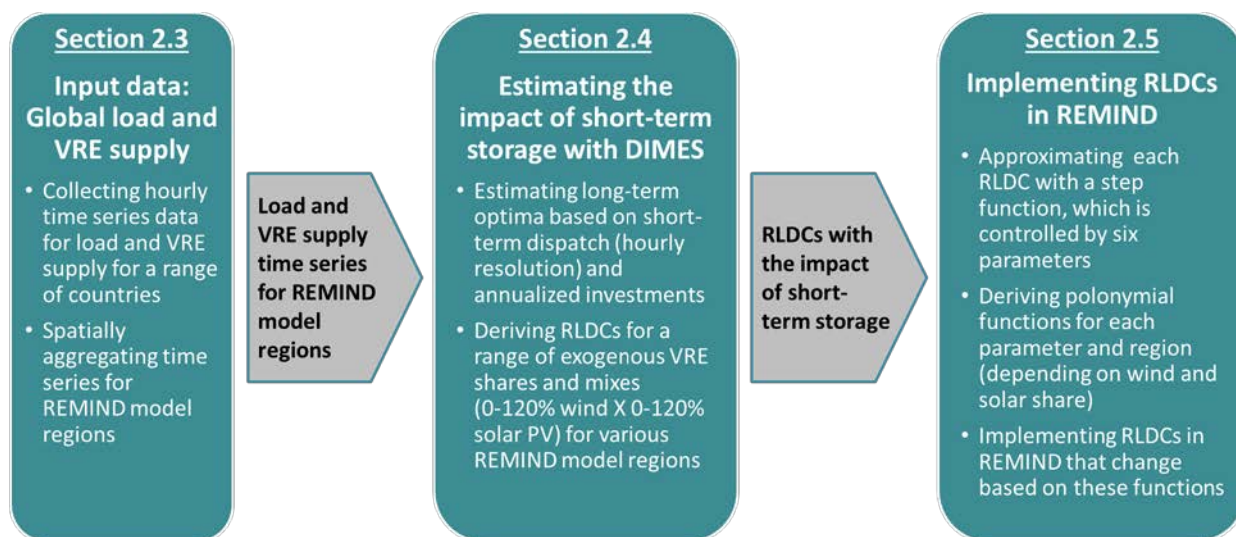 Section 2.3
Input data:
Global load and
VRE supply
• Collecting hourly
time series data
for load and VRE
supply for a range
of countries
• Spatially
aggregating time
series for
REMIND model
regions
Load and
VRE supply
time series
for REMIND
model
regions
Section 2.4
Estimating the
impact of short-term
storage with DIMES
• Estimating long-term
optima based on short-
term dispatch (hourly
resolution) and
annualized investments
• Deriving RLDCs for a
range of exogenous VRE
shares and mixes
(0-120% wind X 0-120%
solar PV) for various
REMIND model regions
RLDCs with
the impact
of short-
term storage
Section 2.5
Implementing RLDCs
in REMIND
• Approximating each
RLDC with a step
function, which is
controlled by six
parameters
• Deriving polonymial
functions for each
parameter and region
(depending on wind and
solar share)
• Implementing RLDCs in
REMIND that change
based on these functions